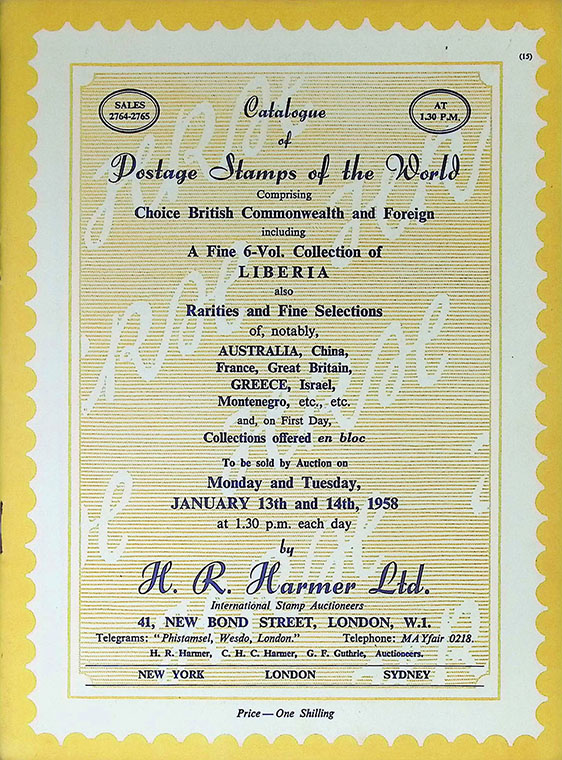 (15)
SALES
2764-2765
AT
1.30 P.M.
Catalogue
of
Postage Stamps of the World
Comprising
Choice British Commonwealth and Foreign
including
A Fine 6-Vol. Collection of
LIBERIA
also
Rarities and Fine Selections
of, notably,
AUSTRALIA, China,
France, Great Britain,
GREECE, Israel,
Montenegro, etc., etc.
and, on First Day,
Collections offered en bloc
To be sold by Auction on
Monday and Tuesday,
JANUARY 13th and 14th, 1958
at 1.30 p.m. each day
by
H. R. Harmer Ltd.
International Stamp Auctioneers
41, NEW BOND STREET, LONDON, W.1.
Telegrams: "Phistamsel, Wesdo, London." Telephone: MAYfair 0218.
H. R. Harmer, C. H. C. Harmer, G. F. Guthrie, Auctioneers.
NEW YORK LONDON SYDNEY
Price—One Shilling